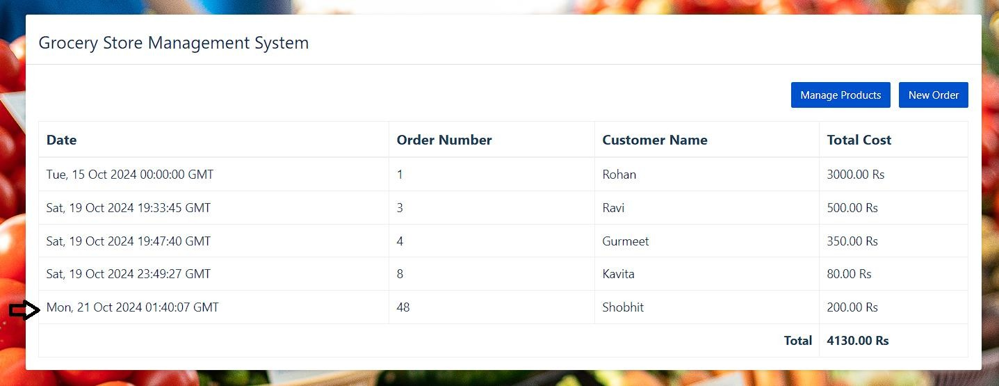 Grocery Store Management System
Manage Products New Order
Date Order Number Customer Name Total Cost
Tue, 15 Oct 2024 00:00:00 GMT 1 Rohan 3000.00 Rs
Sat, 19 Oct 2024 19:33:45 GMT 3 Ravi 500.00 Rs
Sat, 19 Oct 2024 19:47:40 GMT 4 Gurmeet 350.00 Rs
Sat, 19 Oct 2024 23:49:27 GMT 8 Kavita 80.00 Rs
Mon, 21 Oct 2024 01:40:07 GMT 48 Shobhit 200.00 Rs
Total 4130.00 Rs